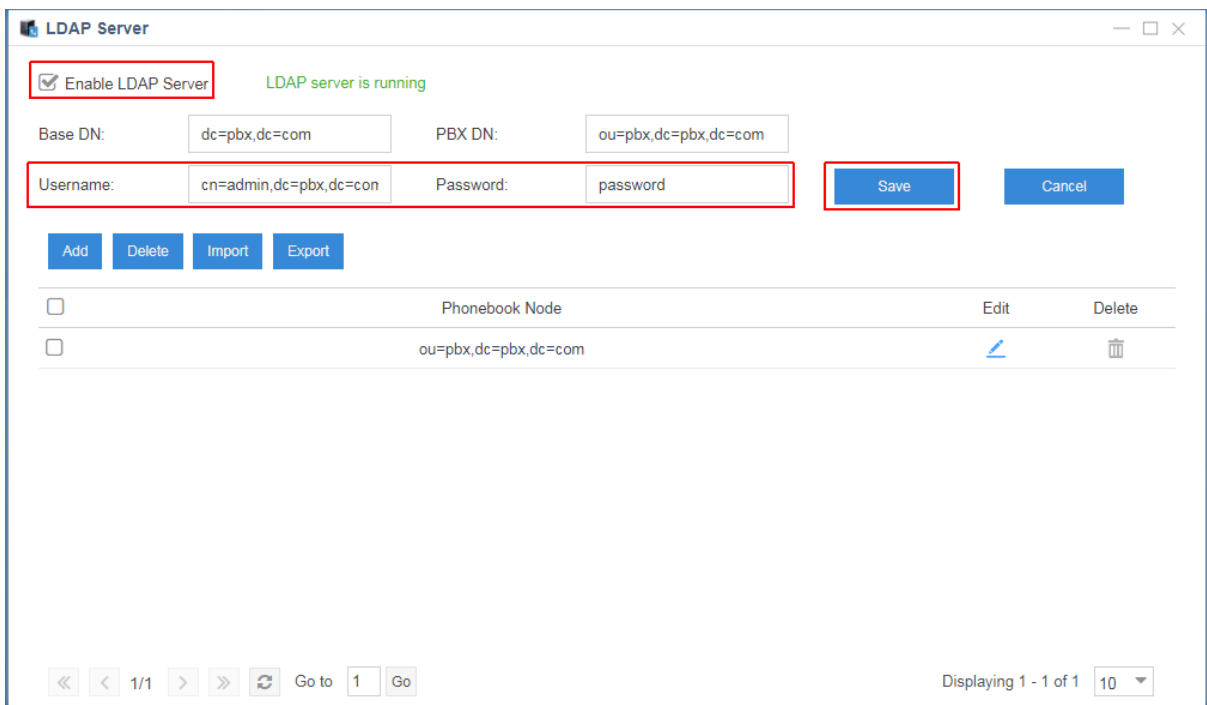 LDAP Server
Enable LDAP Server LDAP server is running
Base DN: dc=pbx,dc=com PBX DN: ou=pbx,dc=pbx,dc=com
Username: cn=admin,dc=pbx,dc=con Password: password Save Cancel
Add Delete Import Export
Phonebook Node Edit Delete
ou=pbx,dc=pbx,dc=com
1/1 Go to 1 Go Displaying 1 - 1 of 1 10